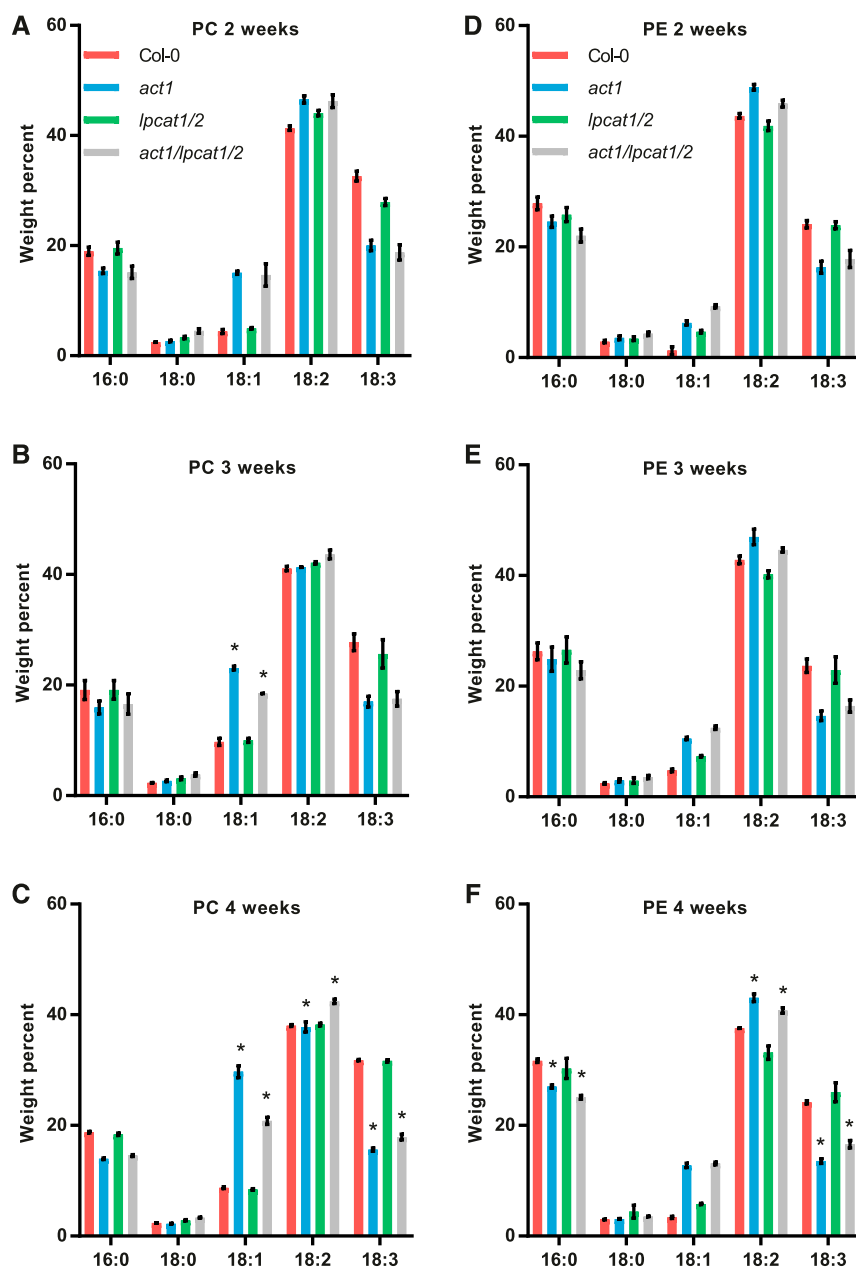 A
PC 2 weeks
60
40
20
0
Weight percent
Col-0
act1
lpcat1/2
act1/lpcat1/2
16:0 18:0 18:1 18:2 18:3
D
PE 2 weeks
60
40
20
0
Weight percent
Col-0
act1
lpcat1/2
act1/lpcat1/2
16:0 18:0 18:1 18:2 18:3
B
PC 3 weeks
60
40
20
0
Weight percent
* *
16:0 18:0 18:1 18:2 18:3
E
PE 3 weeks
60
40
20
0
Weight percent
16:0 18:0 18:1 18:2 18:3
C
PC 4 weeks
60
40
20
0
Weight percent
* * * * * *
16:0 18:0 18:1 18:2 18:3
F
PE 4 weeks
60
40
20
0
Weight percent
* * * * * *
16:0 18:0 18:1 18:2 18:3